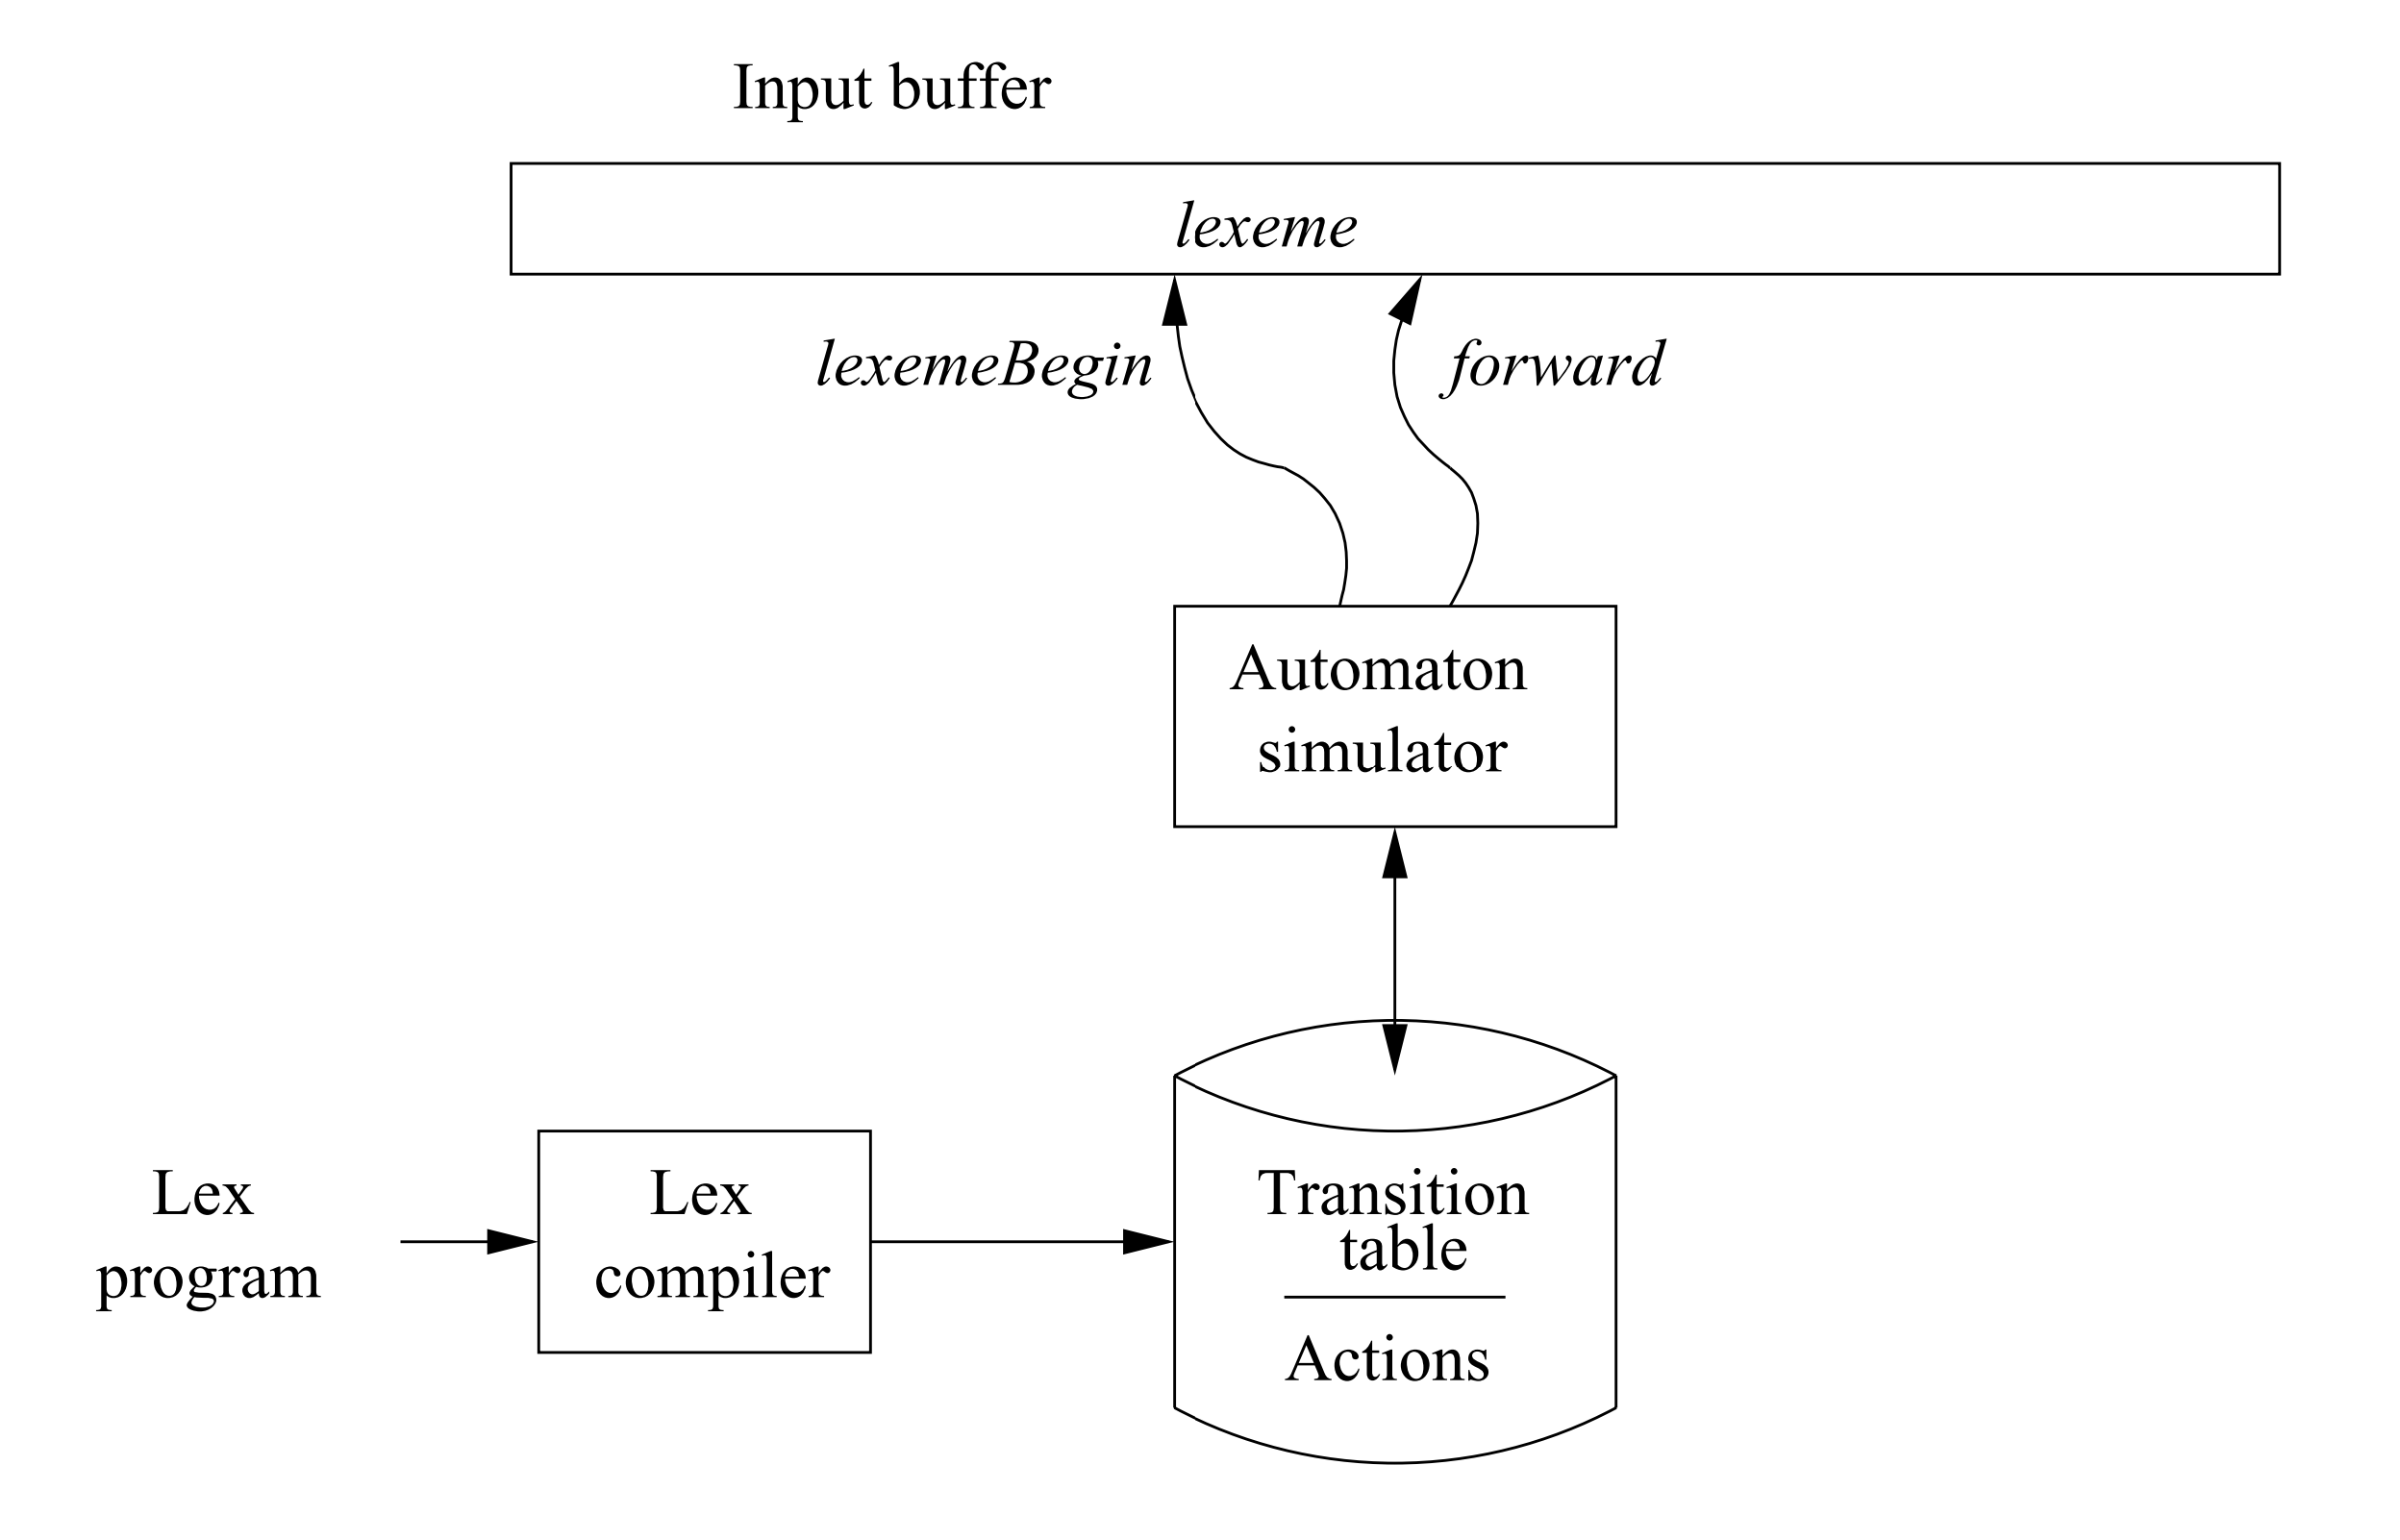 Input buffer
lexeme
lexemeBegin
forward
Automaton
simulator
Lex
program
Lex
compiler
Transition
table
Actions